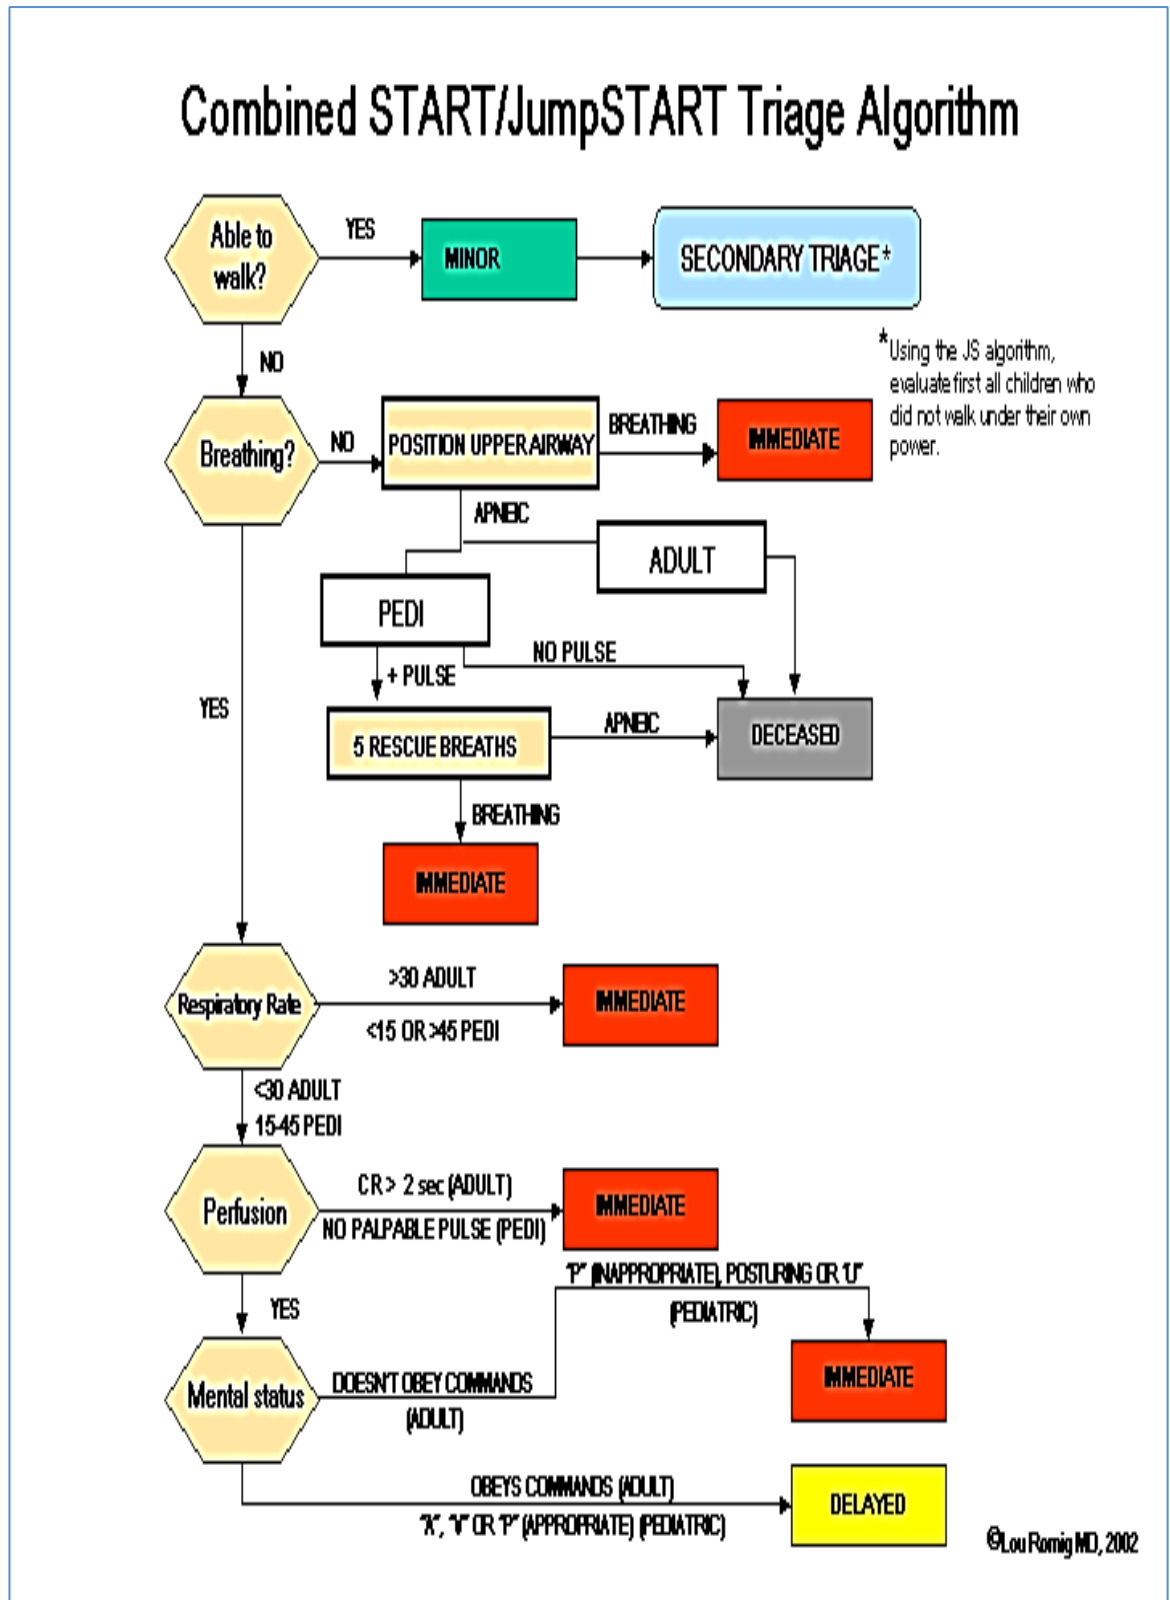 Combined START/JumpSTART Triage Algorithm
Able to
walk?
YES
MINOR
SECONDARY TRIAGE*
*Using the JS algorithm,
evaluate first all children who
did not walk under their own
power.
NO
Breathing?
NO
POSITION UPPER AIRWAY
BREATHING
IMMEDIATE
APNEIC
ADULT
PEDI
NO PULSE
+ PULSE
YES
5 RESCUE BREATHS
APNEIC
DECEASED
BREATHING
IMMEDIATE
Respiratory Rate
>30 ADULT
<15 OR >45 PEDI
IMMEDIATE
<30 ADULT
15-45 PEDI
Perfusion
CR > 2 sec (ADULT)
NO PALPABLE PULSE (PEDI)
IMMEDIATE
YES
"P" (INAPPROPRIATE), POSTURING OR "U"
(PEDIATRIC)
Mental status
DOESN'T OBEY COMMANDS
(ADULT)
IMMEDIATE
OBEYS COMMANDS (ADULT)
"A", "V" OR "P" (APPROPRIATE) (PEDIATRIC)
DELAYED
©Lou Romig MD, 2002